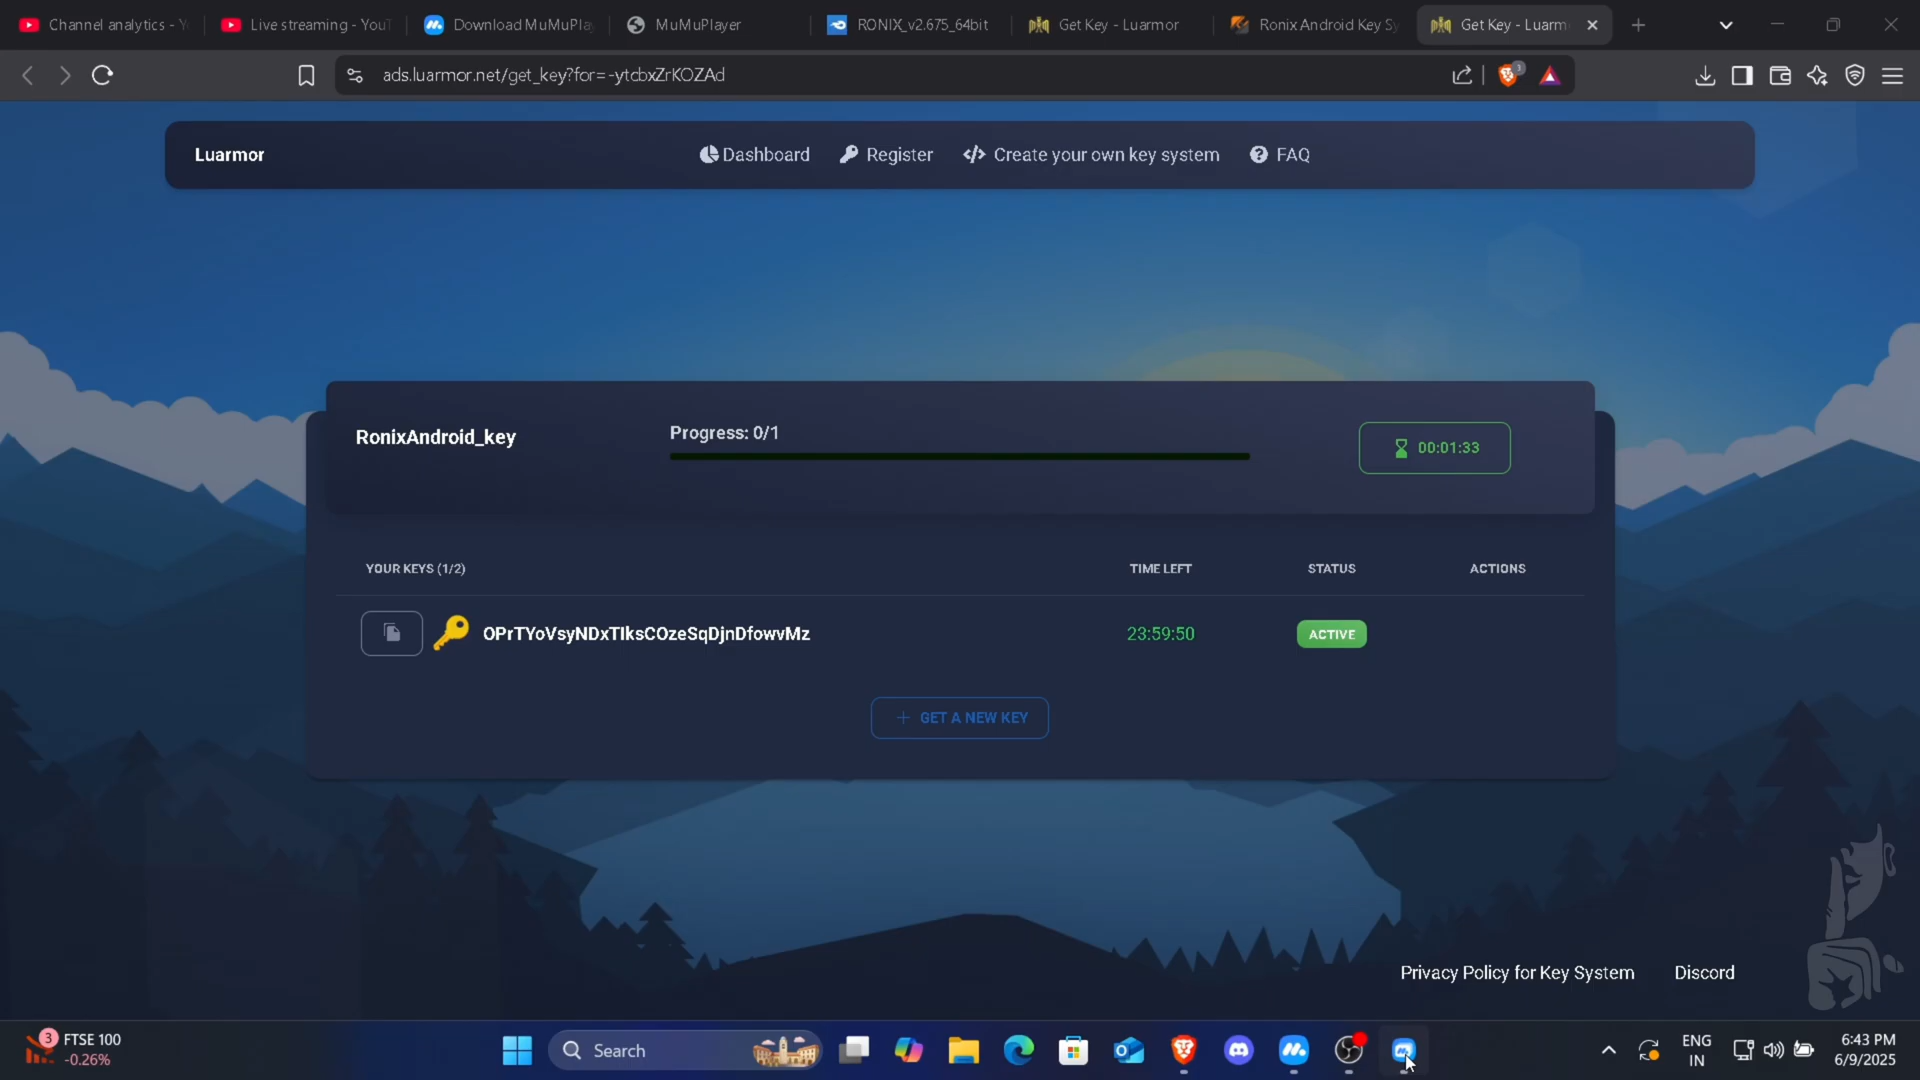 Channel analytics - Y
Live streaming - YouT
Download MuMuPla
MuMuPlayer
RONIX_v2.675_64bit
Get Key - Luarmor
Ronix Android Key Sy
Get Key - Luarm
ads.luarmor.net/get_key?for=-ytcbxZrKOZAd
1
Luarmor
Dashboard
Register
Create your own key system
FAQ
RonixAndroid_key
Progress: 0/1
00:01:33
YOUR KEYS (1/2)
TIME LEFT
STATUS
ACTIONS
OPrTYoVsyNDxTIksCOzeSqDjnDfowvMz
23:59:50
ACTIVE
+ GET A NEW KEY
Privacy Policy for Key System
Discord
3
FTSE 100
-0.26%
Search
ENG
IN
6:43 PM
6/9/2025